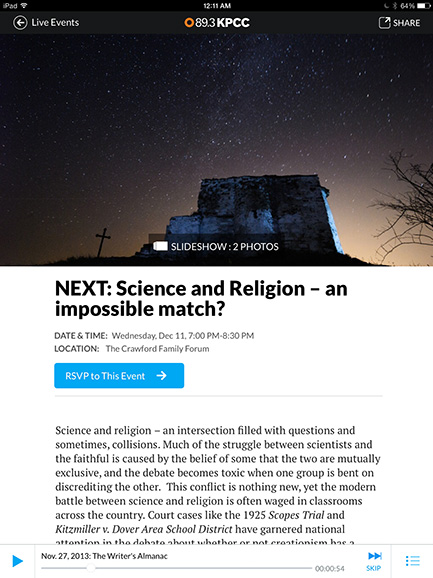 iPad 12:11 AM 64%
Live Events 89.3 KPCC SHARE
SLIDESHOW : 2 PHOTOS
NEXT: Science and Religion – an
impossible match?
DATE & TIME: Wednesday, Dec 11, 7:00 PM-8:30 PM
LOCATION: The Crawford Family Forum
RSVP to This Event
Science and religion – an intersection filled with questions and
sometimes, collisions. Much of the struggle between scientists and
the faithful is caused by the belief of some that the two are mutually
exclusive, and the debate becomes toxic when one group is bent on
discrediting the other. This conflict is nothing new, yet the modern
battle between science and religion is often waged in classrooms
across the country. Court cases like the 1925 Scopes Trial and
Kitzmiller v. Dover Area School District have garnered national
attention in the debate about whether or not creationism has a
Nov. 27, 2013: The Writer's Almanac
00:00:54
SKIP